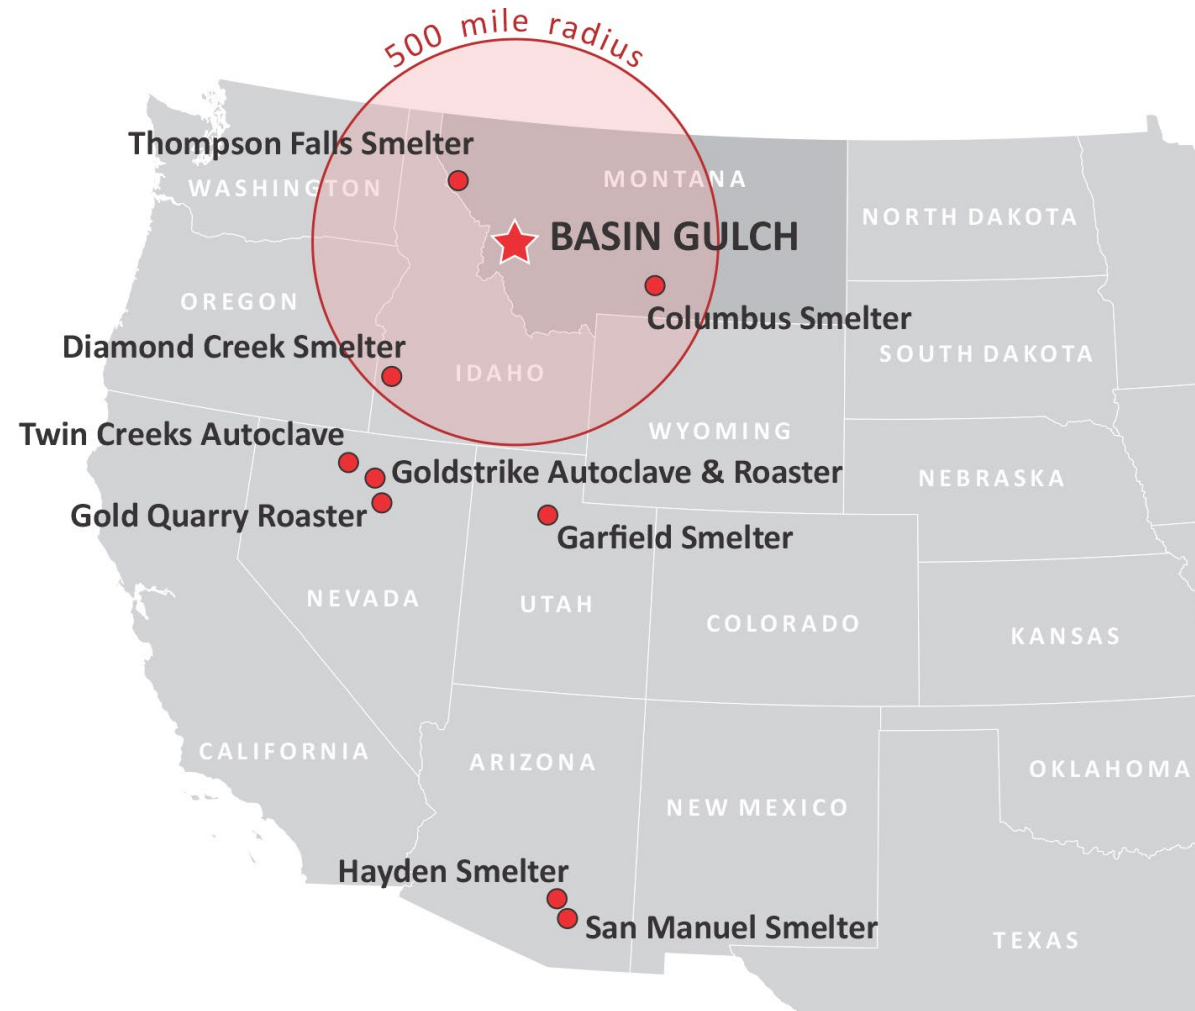 500 mile radius
Thompson Falls Smelter
WASHINGTON
MONTANA
NORTH DAKOTA
BASIN GULCH
OREGON
Columbus Smelter
Diamond Creek Smelter
SOUTH DAKOTA
IDAHO
WYOMING
Twin Creeks Autoclave
Goldstrike Autoclave & Roaster
NEBRASKA
Gold Quarry Roaster
Garfield Smelter
NEVADA
UTAH
COLORADO
KANSAS
CALIFORNIA
ARIZONA
OKLAHOMA
NEW MEXICO
Hayden Smelter
San Manuel Smelter
TEXAS